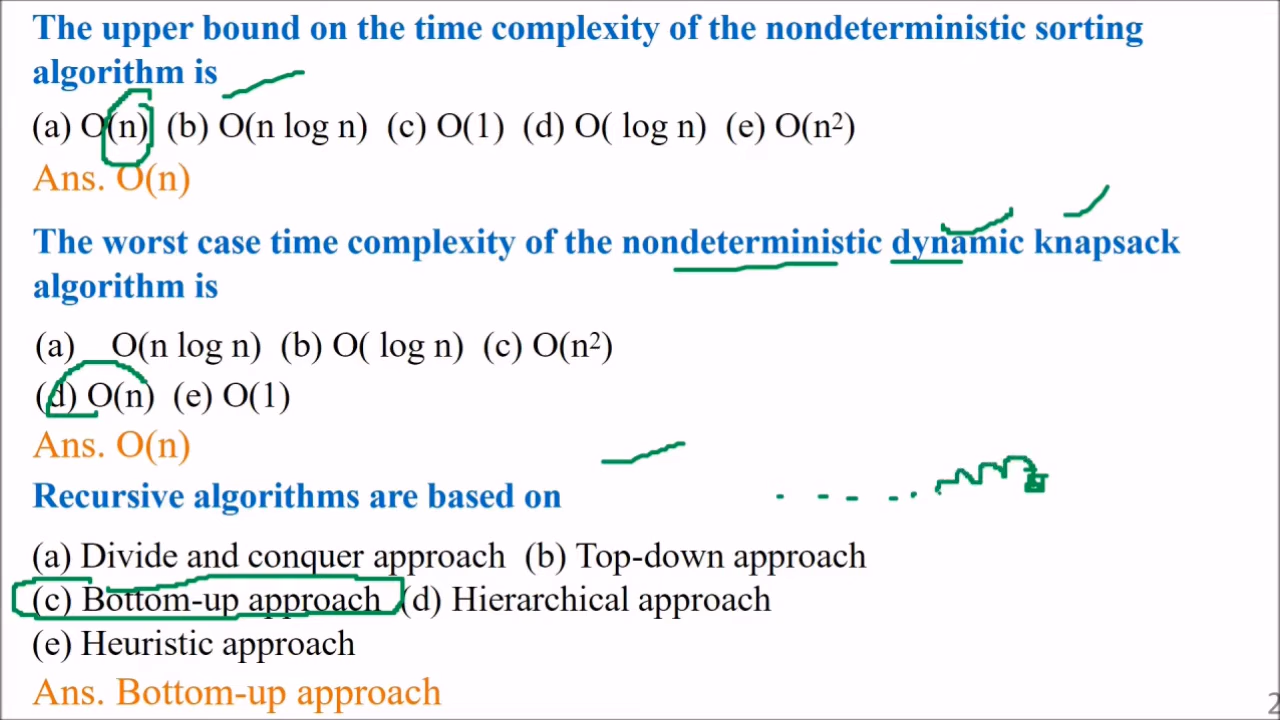 The upper bound on the time complexity of the nondeterministic sorting
algorithm is
(a) O(n) (b) O(n log n) (c) O(1) (d) O( log n) (e) O(n²)
Ans. O(n)
The worst case time complexity of the nondeterministic dynamic knapsack
algorithm is
(a) O(n log n) (b) O( log n) (c) O(n²)
(d) O(n) (e) O(1)
Ans. O(n)
Recursive algorithms are based on
(a) Divide and conquer approach (b) Top-down approach
(c) Bottom-up approach (d) Hierarchical approach
(e) Heuristic approach
Ans. Bottom-up approach
2